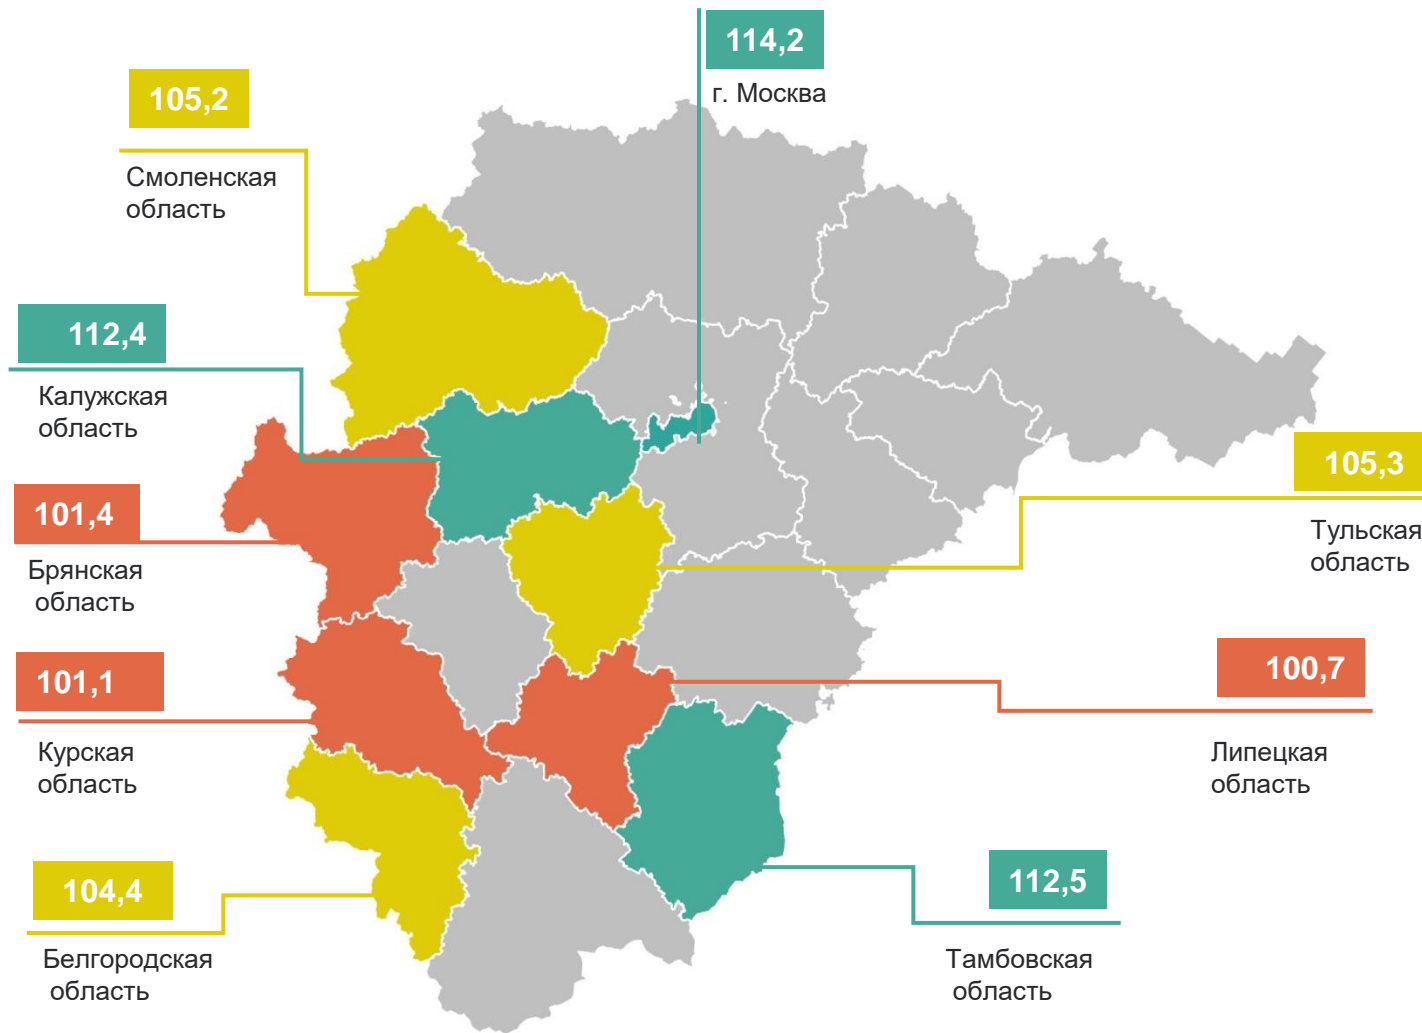 114,2
г. Москва
105,2
Смоленская
область
112,4
Калужская
область
105,3
Тульская
область
101,4
Брянская
область
101,1
Курская
область
100,7
Липецкая
область
104,4
Белгородская
область
112,5
Тамбовская
область